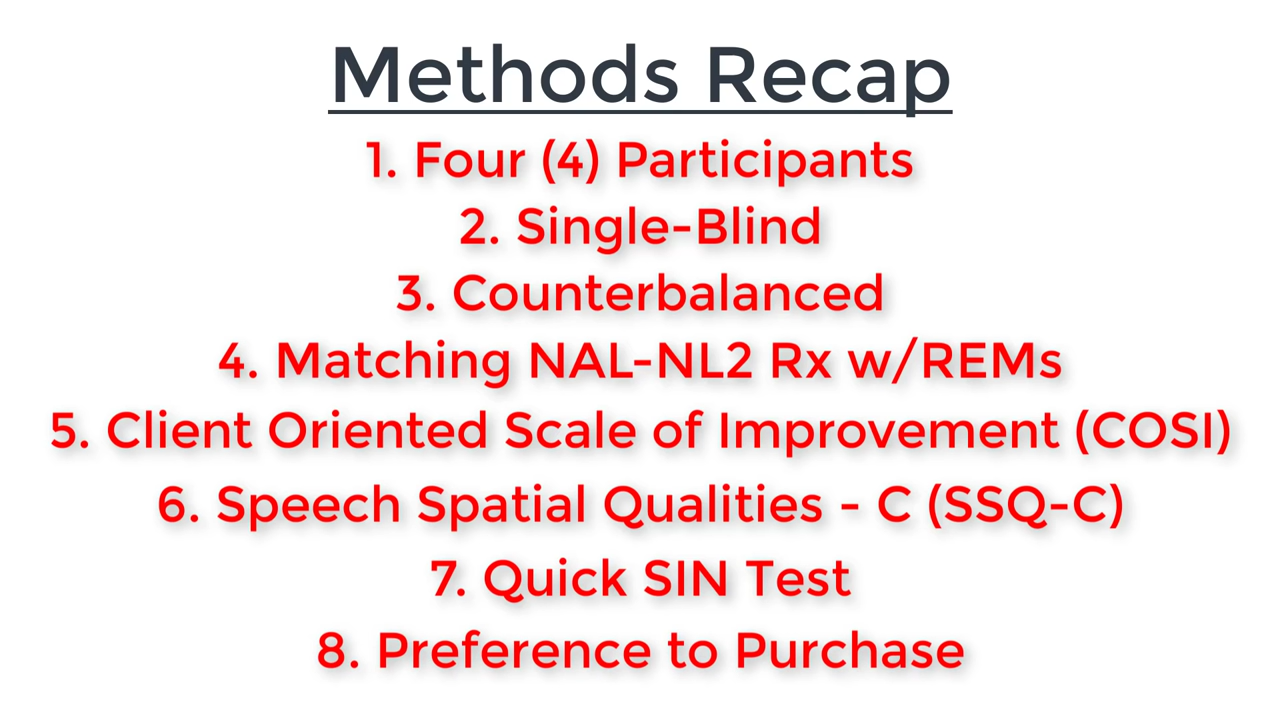 Methods Recap
1. Four (4) Participants
2. Single-Blind
3. Counterbalanced
4. Matching NAL-NL2 Rx w/REMs
5. Client Oriented Scale of Improvement (COSI)
6. Speech Spatial Qualities - C (SSQ-C)
7. Quick SIN Test
8. Preference to Purchase